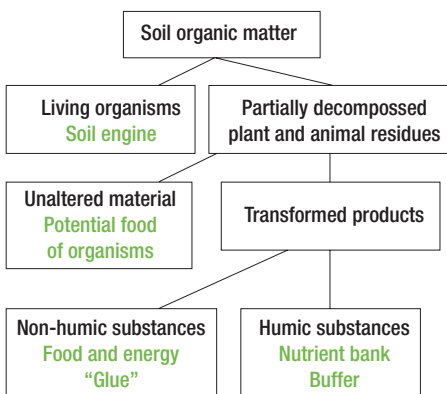 Soil organic matter
Living organisms
Soil engine
Partially decompossed
plant and animal residues
Unaltered material
Potential food
of organisms
Transformed products
Non-humic substances
Food and energy
“Glue”
Humic substances
Nutrient bank
Buffer